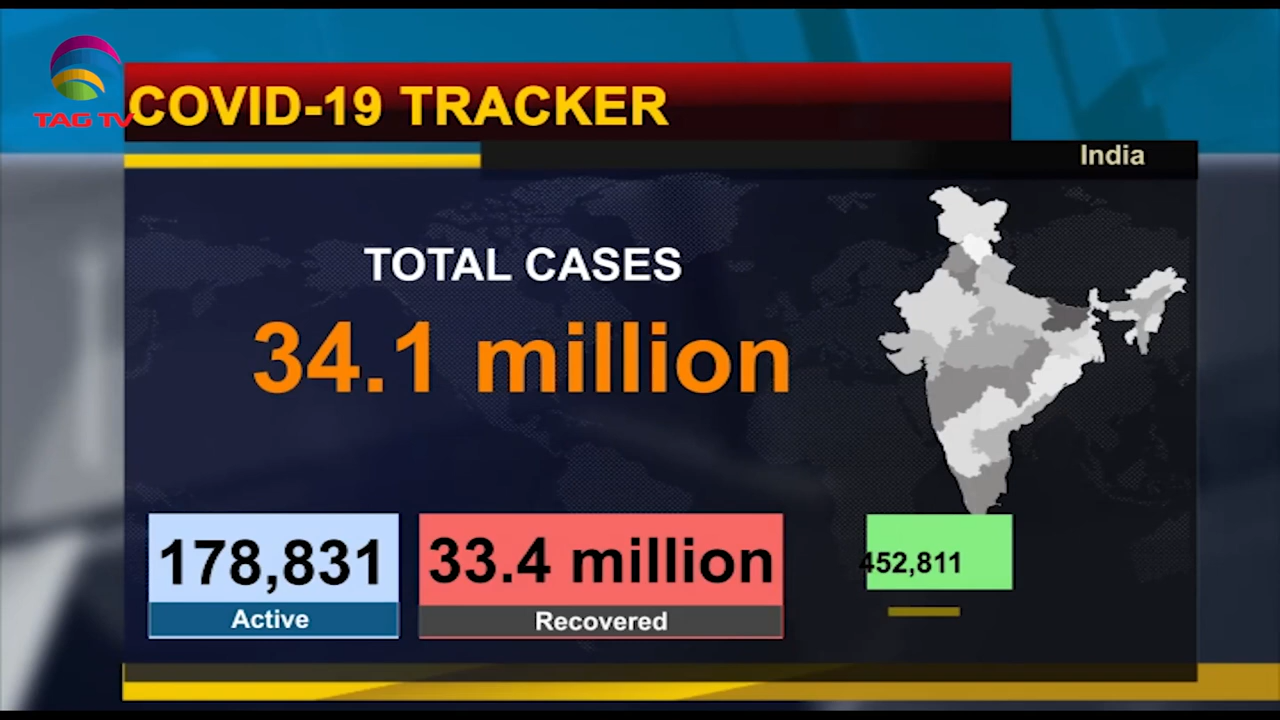 TAG TV
COVID-19 TRACKER
India
TOTAL CASES
34.1 million
178,831
Active
33.4 million
Recovered
452,811